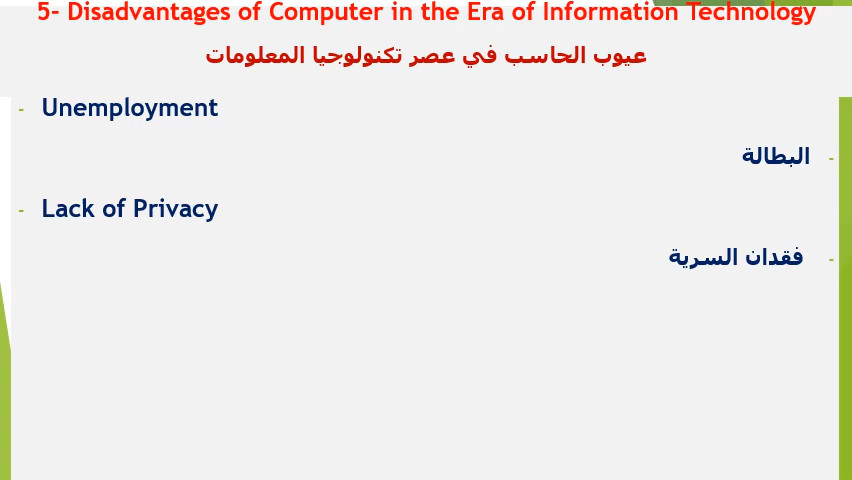 5- Disadvantages of Computer in the Era of Information Technology
عيوب الحاسب في عصر تكنولوجيا المعلومات
- Unemployment
- البطالة
- Lack of Privacy
- فقدان السرية